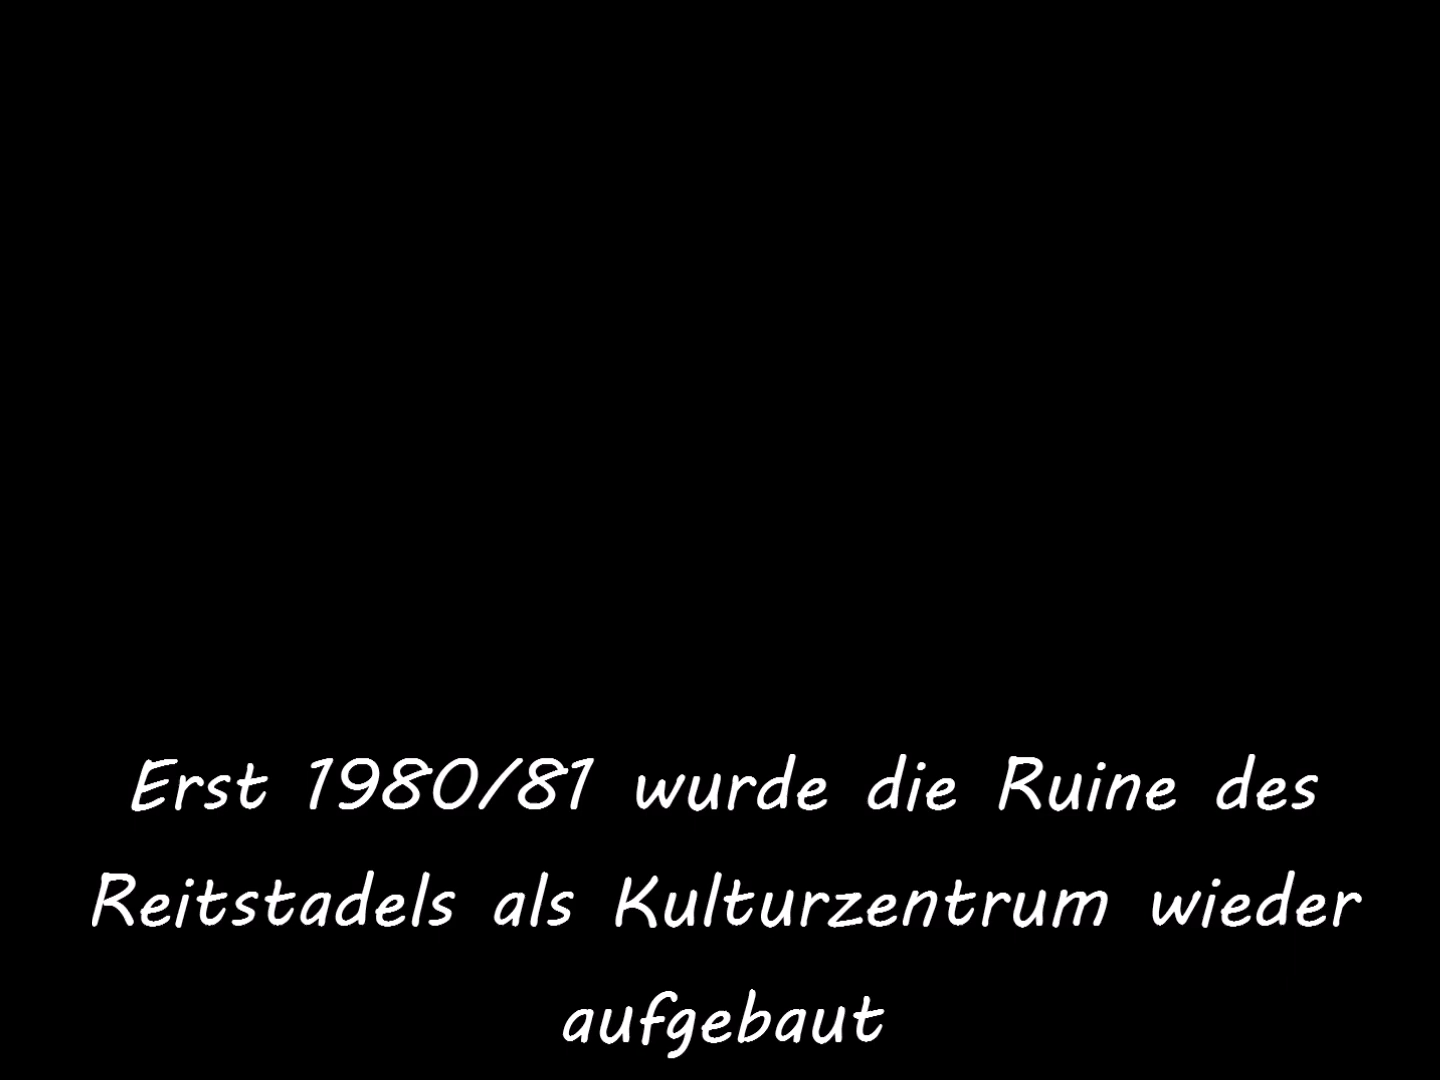 Erst 1980/81 wurde die Ruine des
Reitstadels als Kulturzentrum wieder
aufgebaut